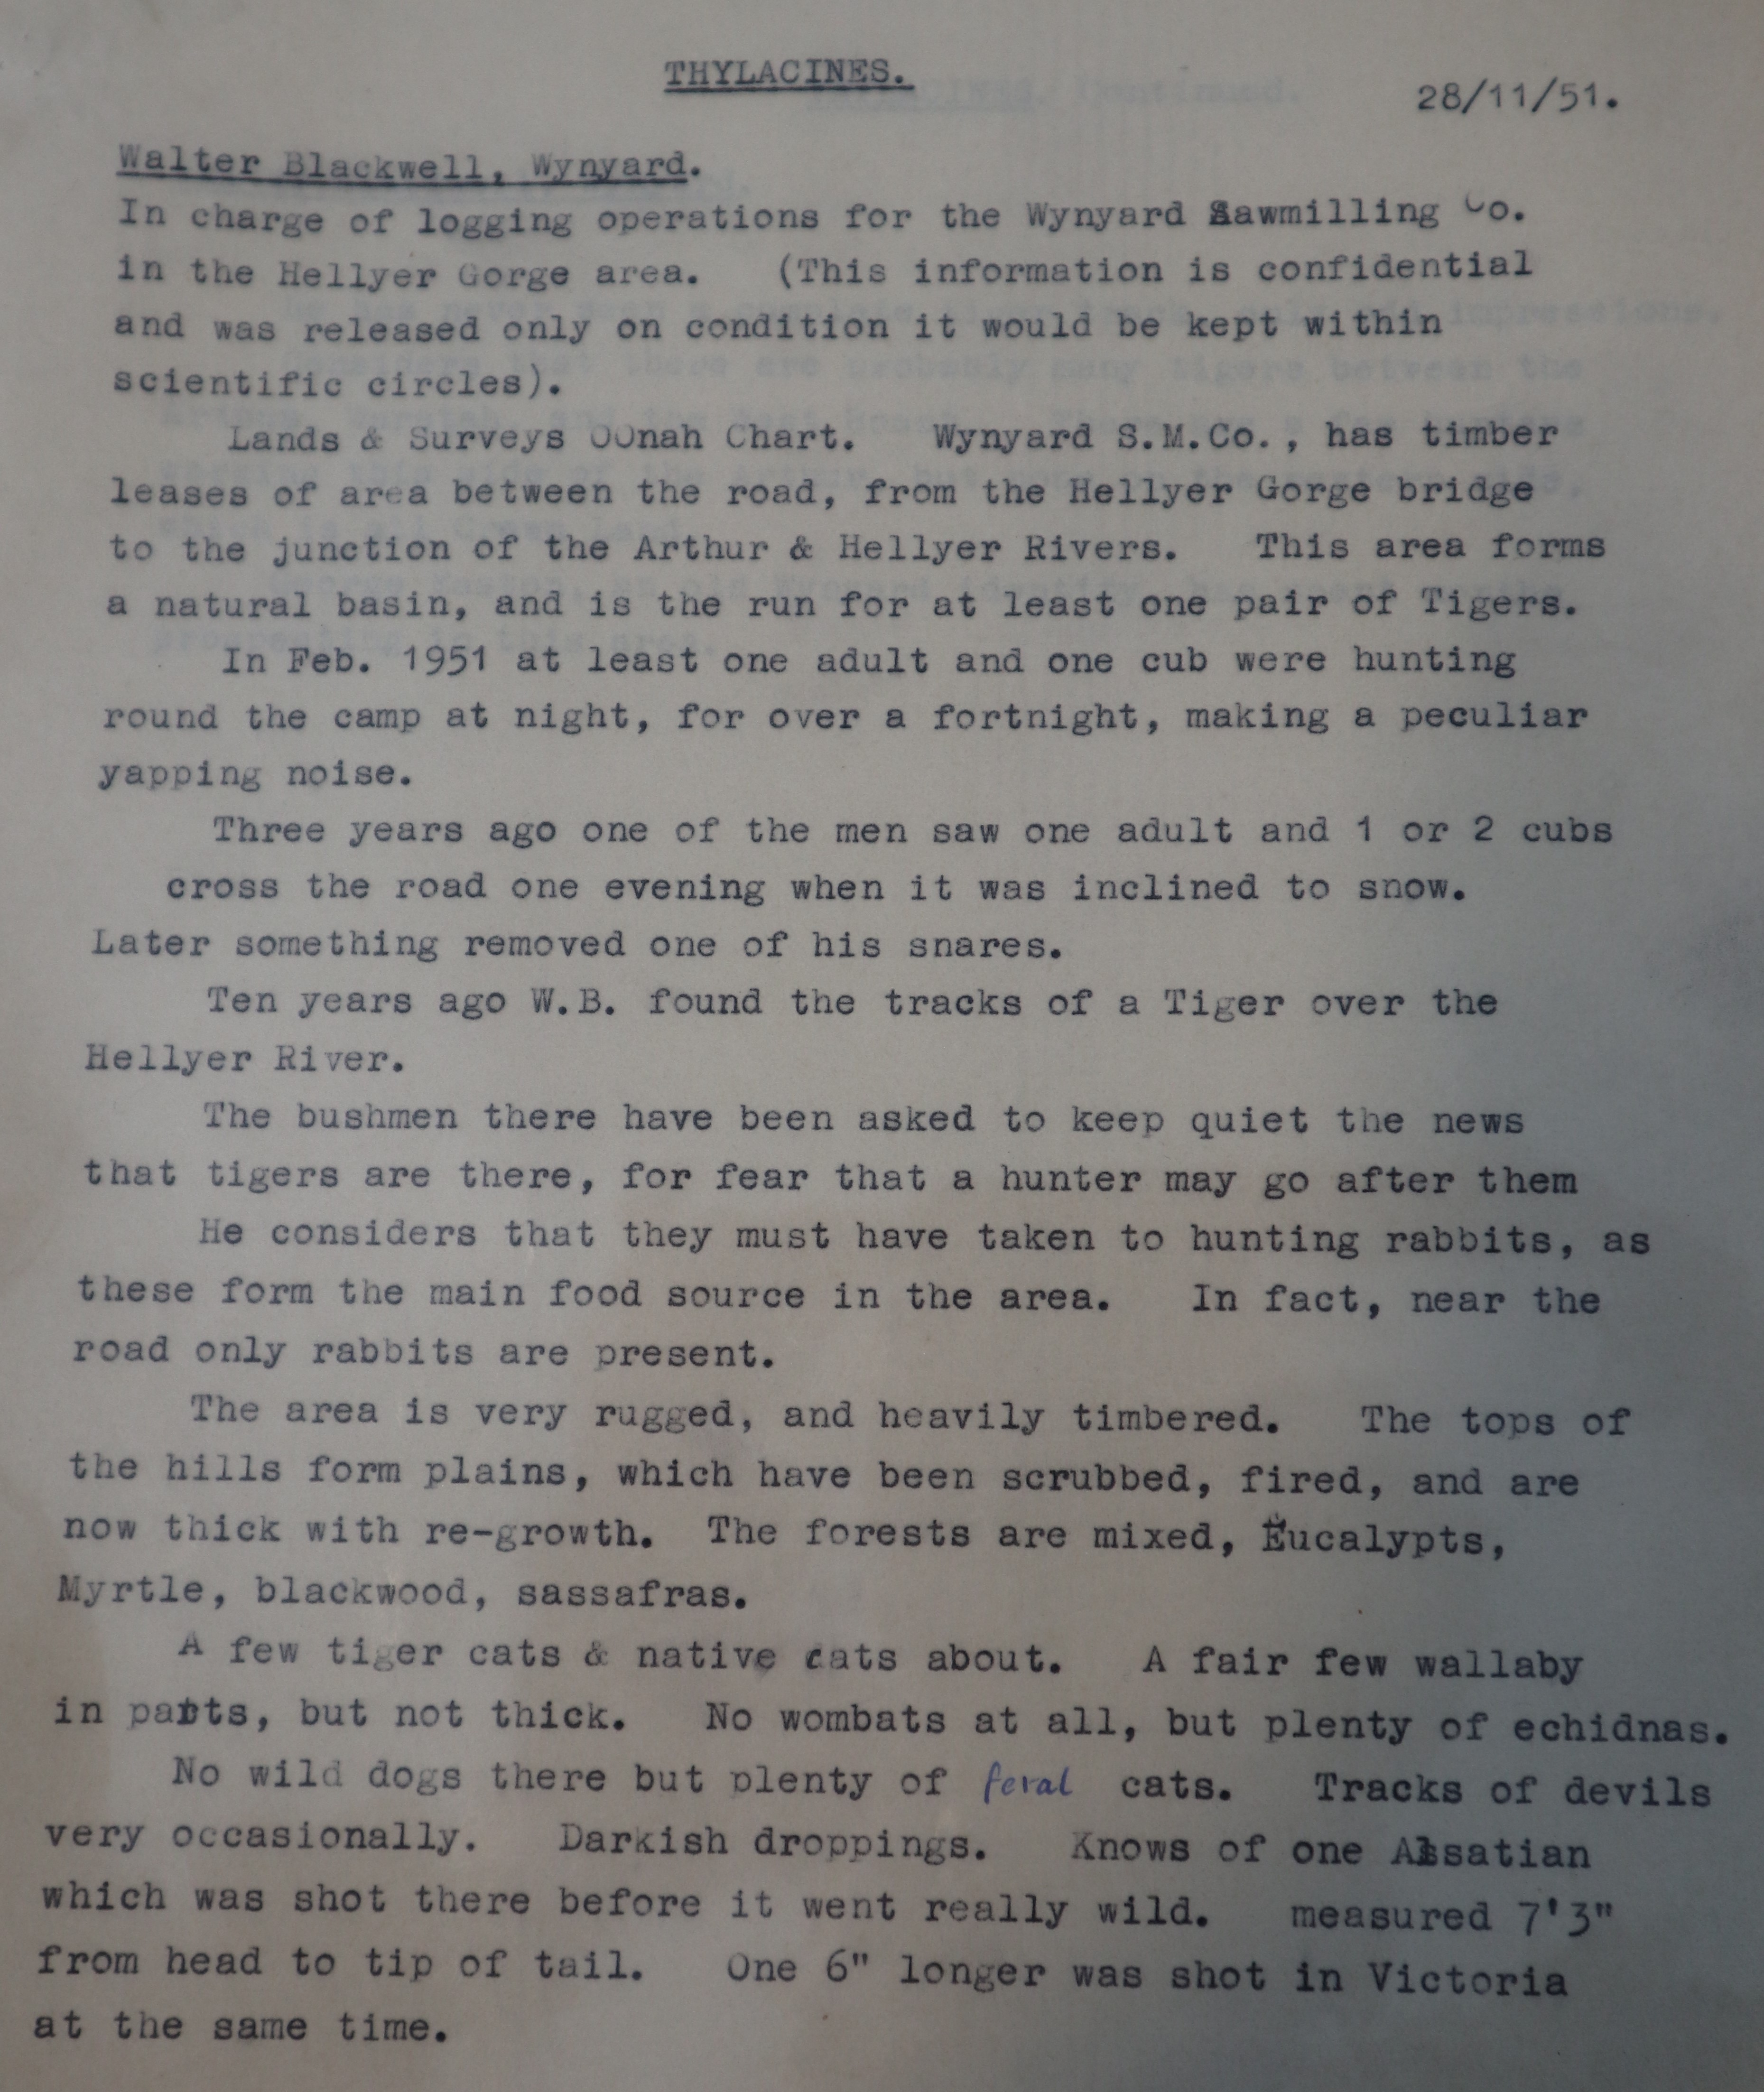 THYLACINES.
28/11/51.
Walter Blackwell, Wynyard.
In charge of logging operations for the Wynyard Sawmilling Co.
in the Hellyer Gorge area. (This information is confidential
and was released only on condition it would be kept within
scientific circles).
Lands & Surveys OOnah Chart. Wynyard S.M.Co., has timber
leases of area between the road, from the Hellyer Gorge bridge
to the junction of the Arthur & Hellyer Rivers. This area forms
a natural basin, and is the run for at least one pair of Tigers.
In Feb. 1951 at least one adult and one cub were hunting
round the camp at night, for over a fortnight, making a peculiar
yapping noise.
Three years ago one of the men saw one adult and 1 or 2 cubs
cross the road one evening when it was inclined to snow.
Later something removed one of his snares.
Ten years ago W.B. found the tracks of a Tiger over the
Hellyer River.
The bushmen there have been asked to keep quiet the news
that tigers are there, for fear that a hunter may go after them
He considers that they must have taken to hunting rabbits, as
these form the main food source in the area. In fact, near the
road only rabbits are present.
The area is very rugged, and heavily timbered. The tops of
the hills form plains, which have been scrubbed, fired, and are
now thick with re-growth. The forests are mixed, Eucalypts,
Myrtle, blackwood, sassafras.
A few tiger cats & native cats about. A fair few wallaby
in parts, but not thick. No wombats at all, but plenty of echidnas.
No wild dogs there but plenty of feral cats. Tracks of devils
very occasionally. Darkish droppings. Knows of one Alsatian
which was shot there before it went really wild. measured 7'3"
from head to tip of tail. One 6" longer was shot in Victoria
at the same time.